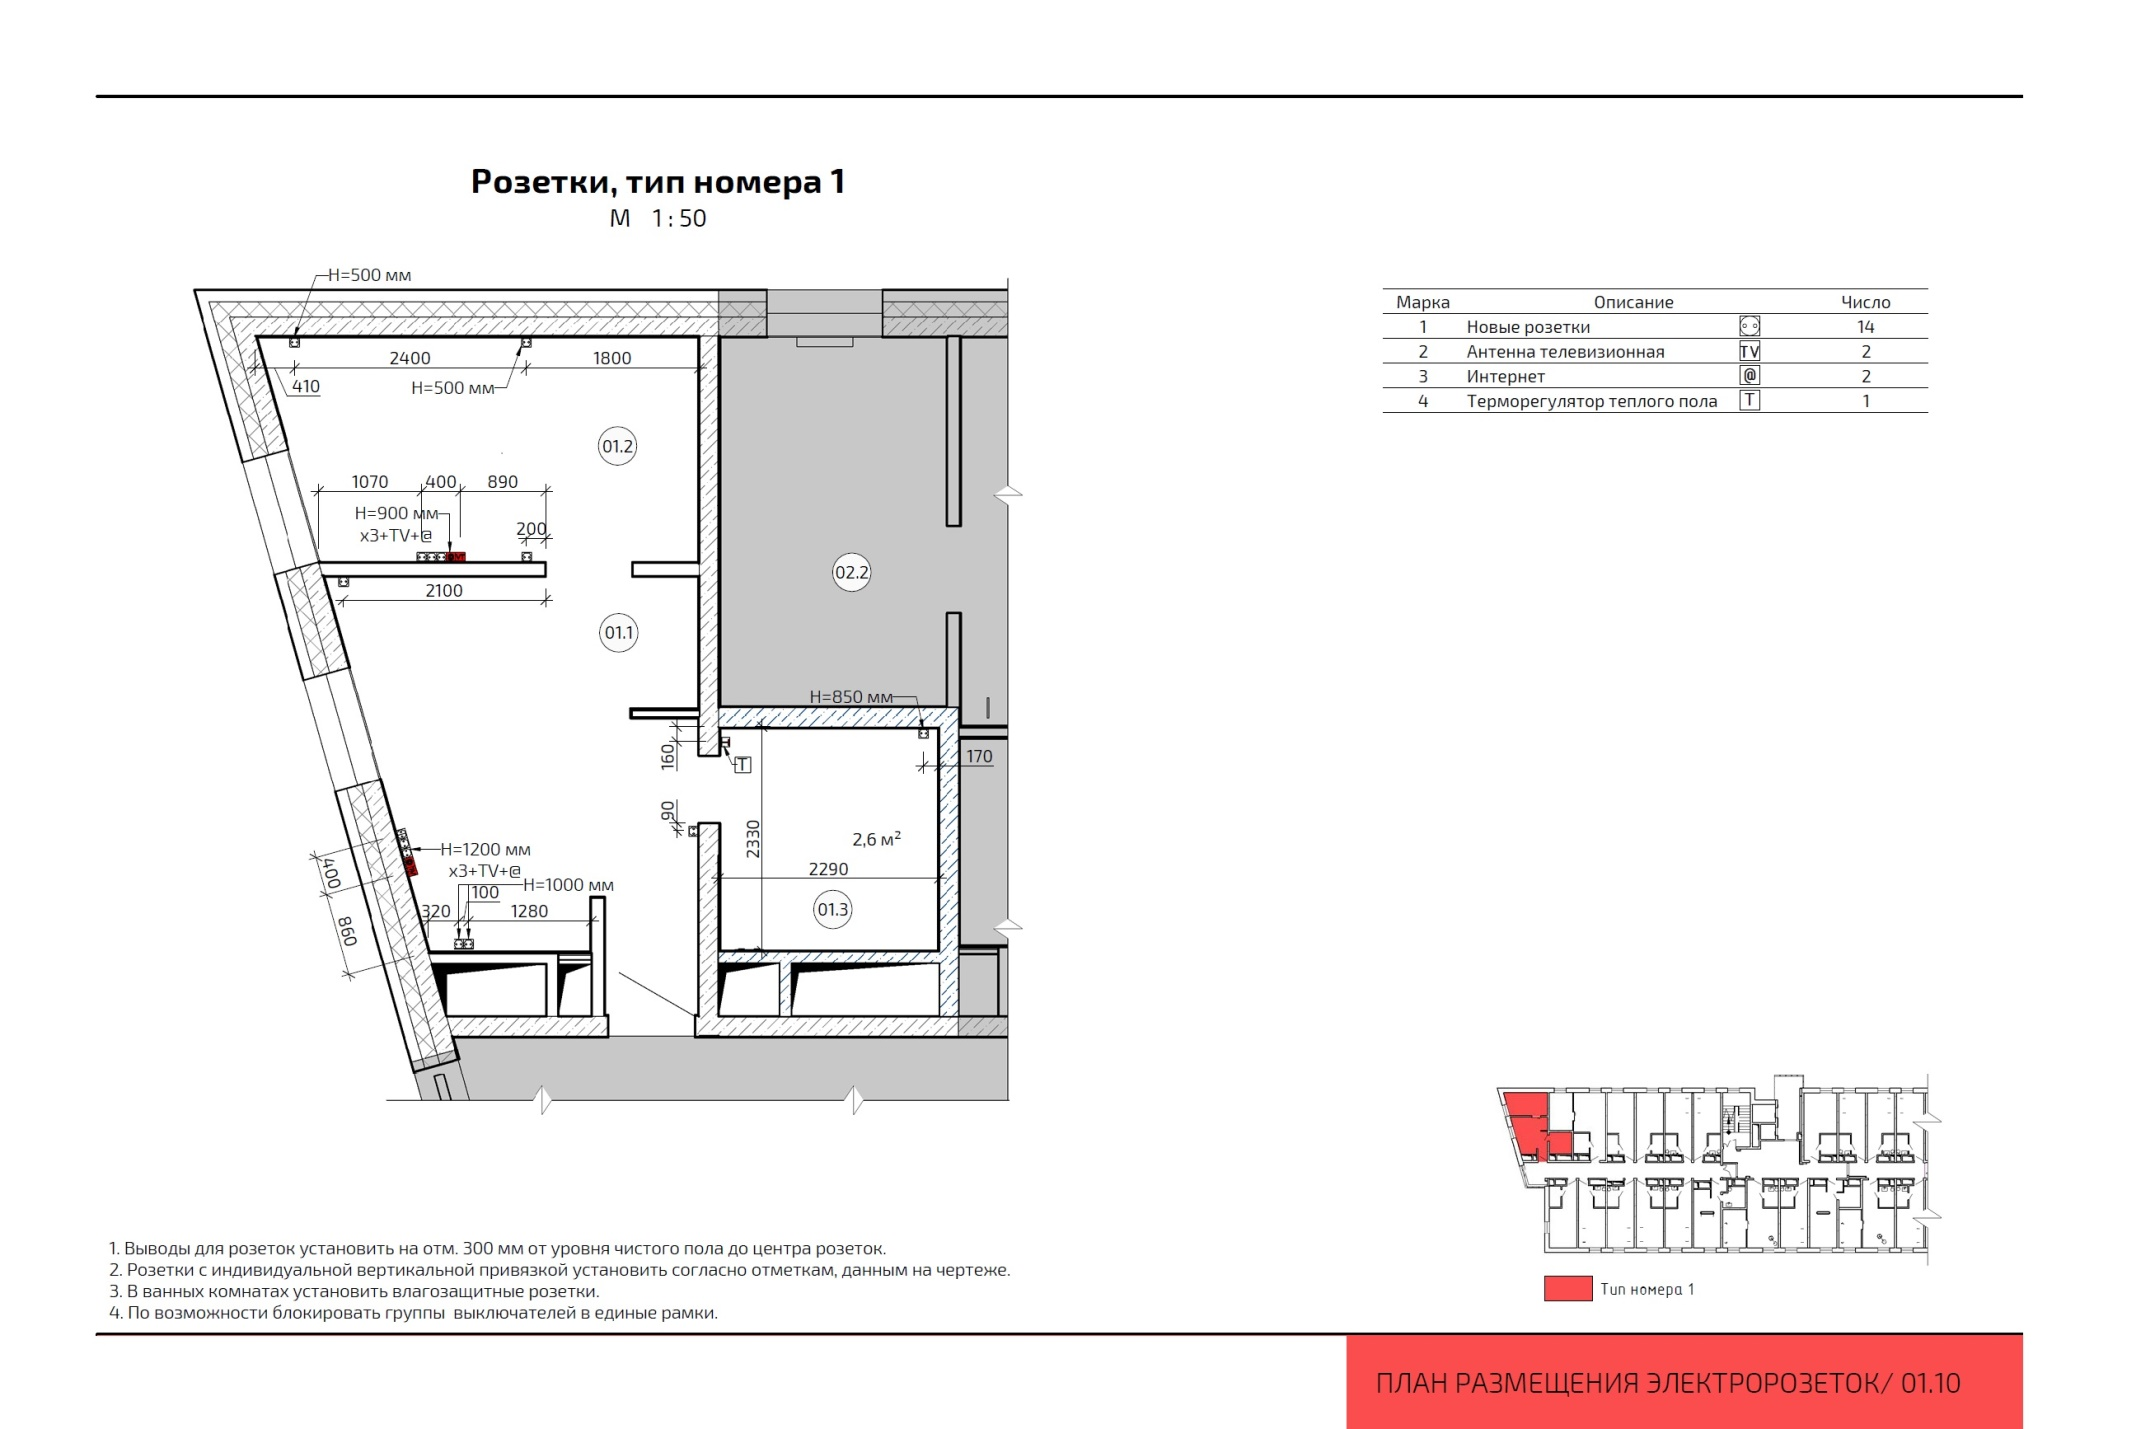 Розетки, тип номера 1
М 1 : 50
H=500 мм
2400
1800
410
H=500 мм
01.2
1070
400
890
H=900 мм
x3+TV+@
200
2100
01.1
02.2
H=850 мм
160
T
170
90
2330
2,6 м²
2290
01.3
H=1200 мм
x3+TV+@
H=1000 мм
100
320
1280
400
860
Марка Описание Число
1 Новые розетки 14
2 Антенна телевизионная TV 2
3 Интернет @ 2
4 Терморегулятор теплого пола T 1
1. Выводы для розеток установить на отм. 300 мм от уровня чистого пола до центра розеток.
2. Розетки с индивидуальной вертикальной привязкой установить согласно отметкам, данным на чертеже.
3. В ванных комнатах установить влагозащитные розетки.
4. По возможности блокировать группы выключателей в единые рамки.
Тип номера 1
ПЛАН РАЗМЕЩЕНИЯ ЭЛЕКТРОРОЗЕТОК/ 01.10